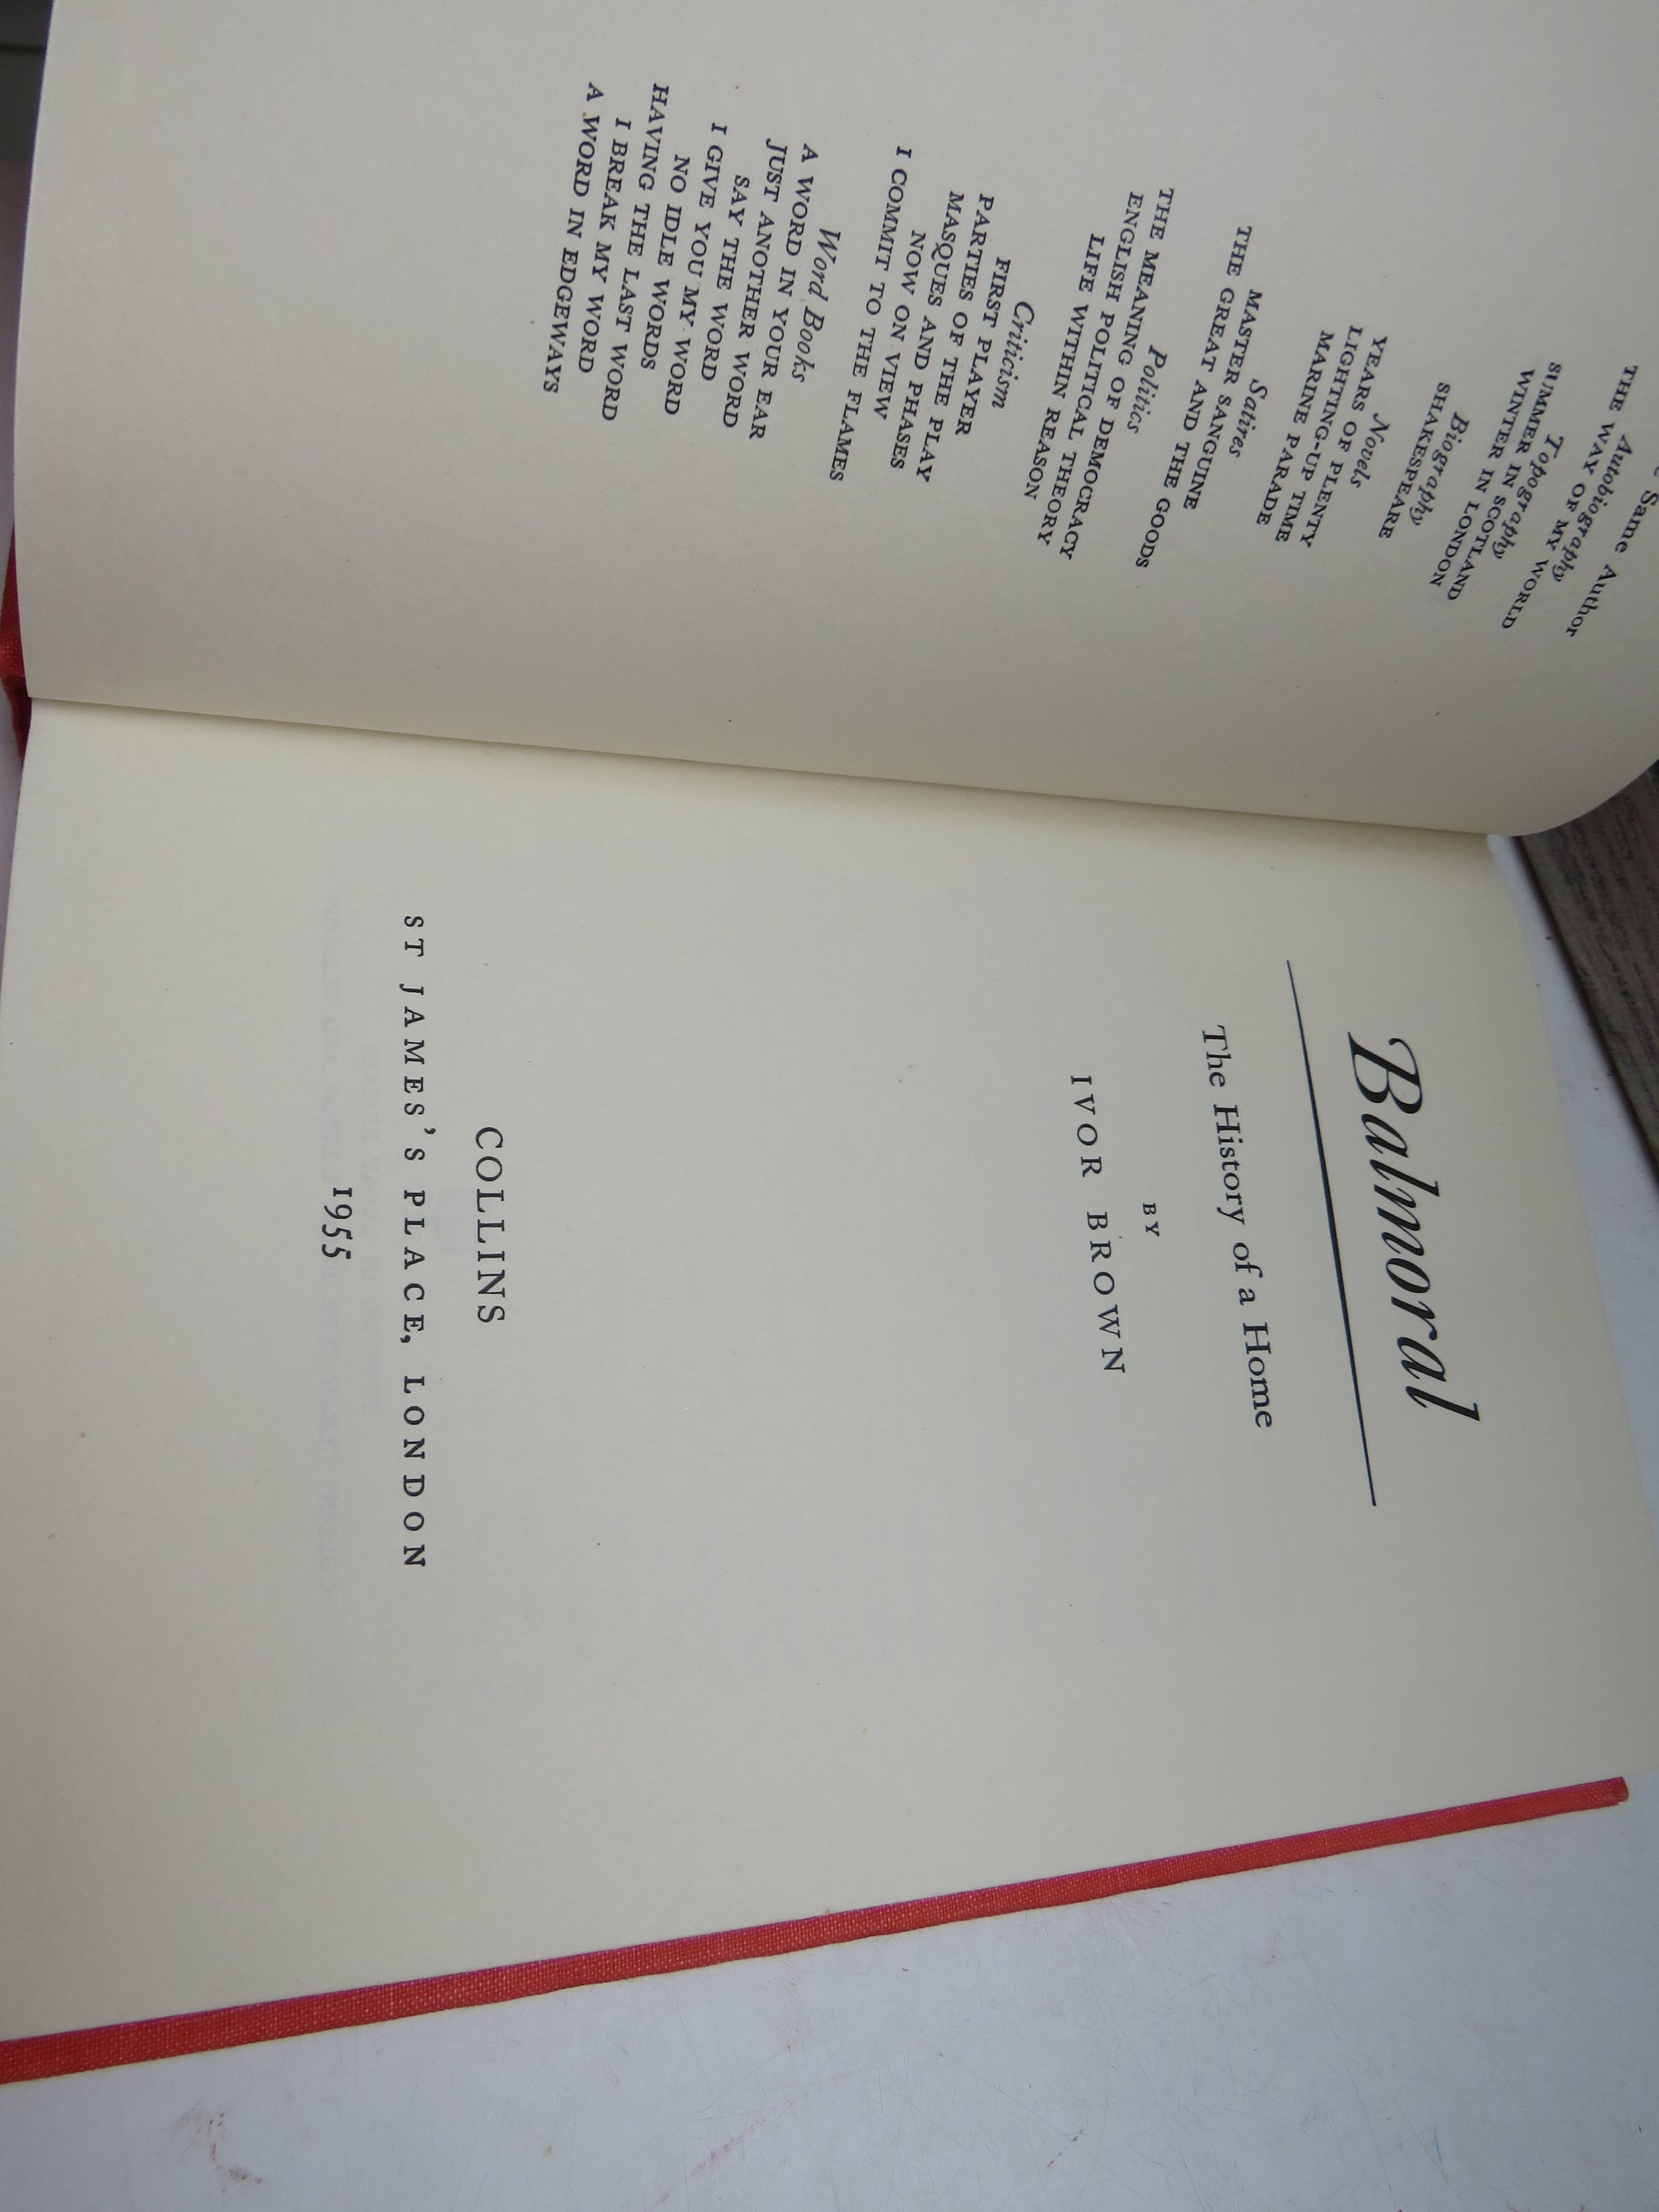 Same Author
Autobiography
THE WAY OF MY WORLD
Topography
SUMMER IN SCOTLAND
WINTER IN LONDON
Biography
SHAKESPEARE
Novels
YEARS OF PLENTY
LIGHTING-UP TIME
MARINE PARADE
Satires
MASTER SANGUINE
THE GREAT AND THE GOODS
Politics
THE MEANING OF DEMOCRACY
ENGLISH POLITICAL THEORY
LIFE WITHIN REASON
Criticism
FIRST PLAYER
PARTIES OF THE PLAY
MASQUES AND PHASES
NOW ON VIEW
I COMMIT TO THE FLAMES
Word Books
A WORD IN YOUR EAR
JUST ANOTHER WORD
SAY THE WORD
I GIVE YOU MY WORD
NO IDLE WORDS
HAVING THE LAST WORD
I BREAK MY WORD
A WORD IN EDGEWAYS
Balmoral
The History of a Home
BY
IVOR BROWN
COLLINS
ST JAMES'S PLACE, LONDON
1955